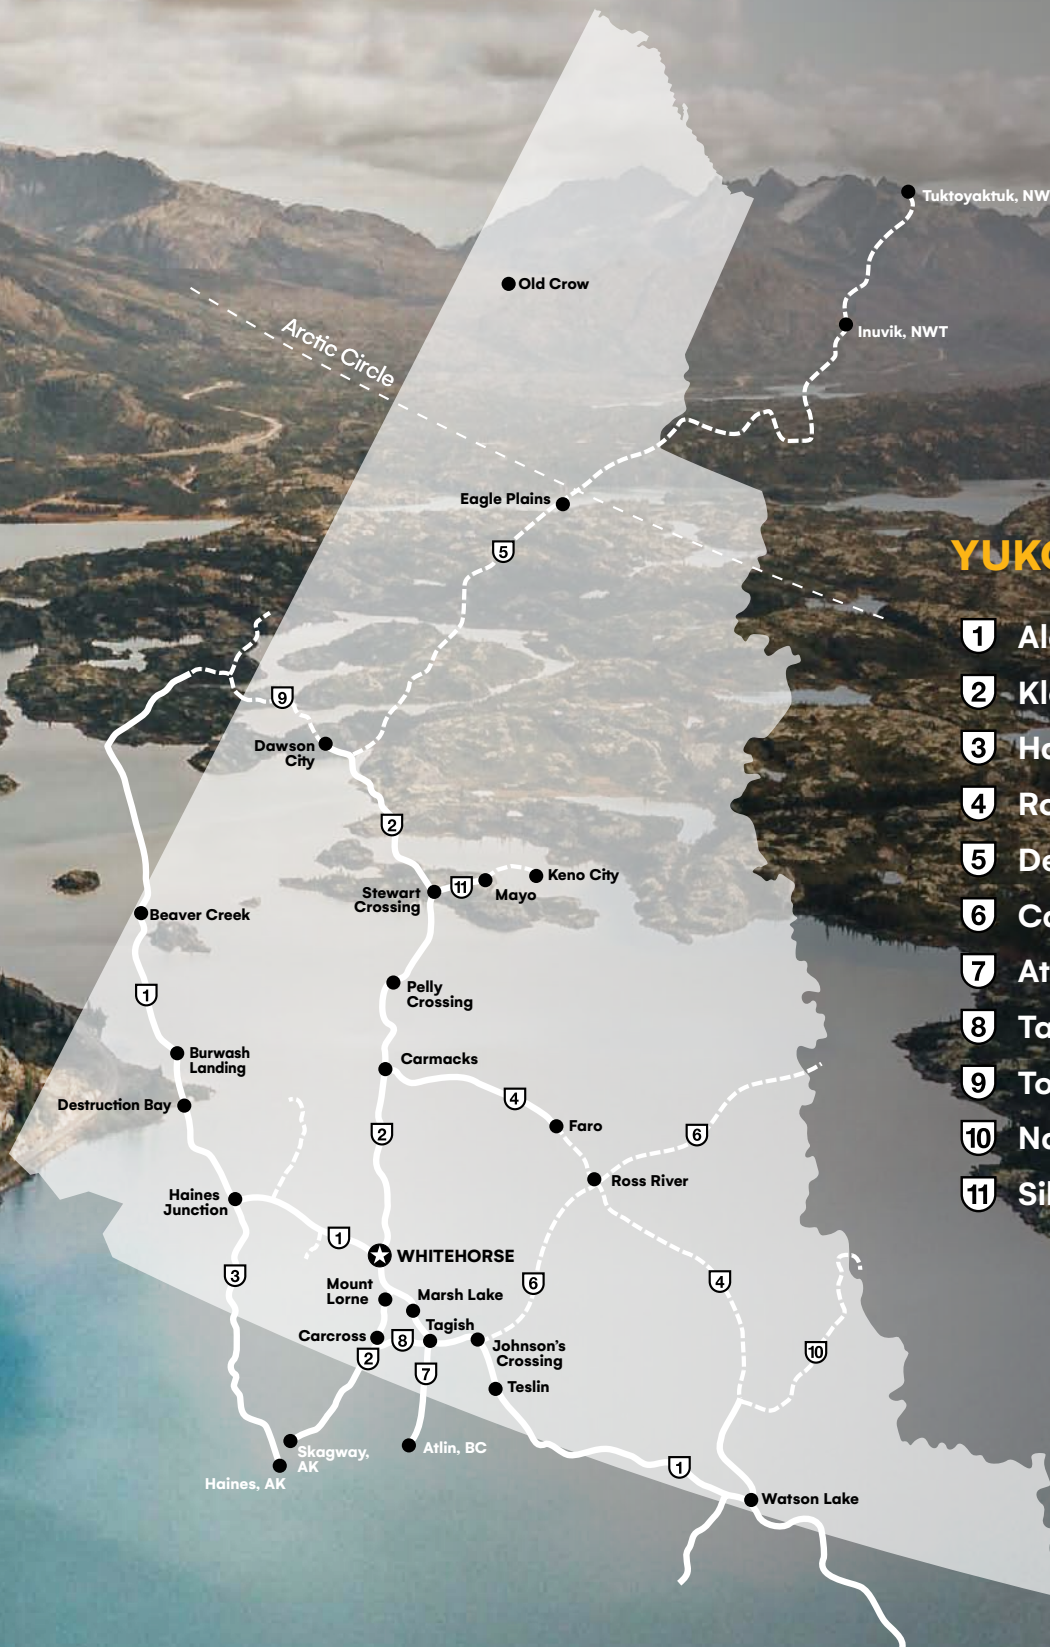 Tuktoyaktuk, NW
Old Crow
Inuvik, NWT
Arctic Circle
Eagle Plains
5
9
Dawson
City
2
Stewart
Crossing
11
Mayo
Keno City
Beaver Creek
1
Pelly
Crossing
Burwash
Landing
Carmacks
Destruction Bay
4
Faro
2
6
Ross River
Haines
Junction
1
WHITEHORSE
3
Mount
Lorne
Marsh Lake
6
4
Carcross
8
Tagish
Johnson's
Crossing
2
7
10
Teslin
Skagway,
AK
Atlin, BC
Haines, AK
1
Watson Lake
YUK
1 Al
2 Kl
3 Ha
4 Ro
5 De
6 Ca
7 At
8 Ta
9 To
10 Na
11 Sil